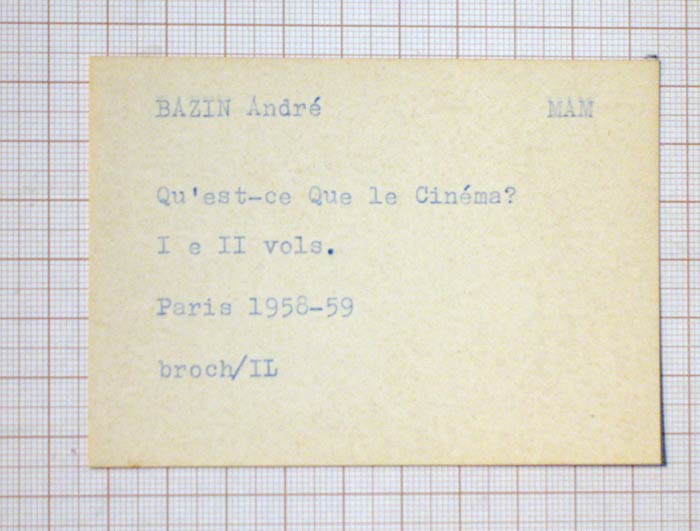 BAZIN André MAM
Qu'est-ce Que le Cinéma?
I e II vols.
Paris 1958-59
broch/IL